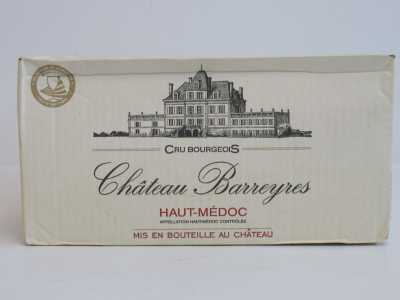 CRU BOURGEOIS
Château Barreyres
HAUT-MÉDOC
APPELLATION HAUT-MÉDOC CONTRÔLÉE
MIS EN BOUTEILLE AU CHÂTEAU